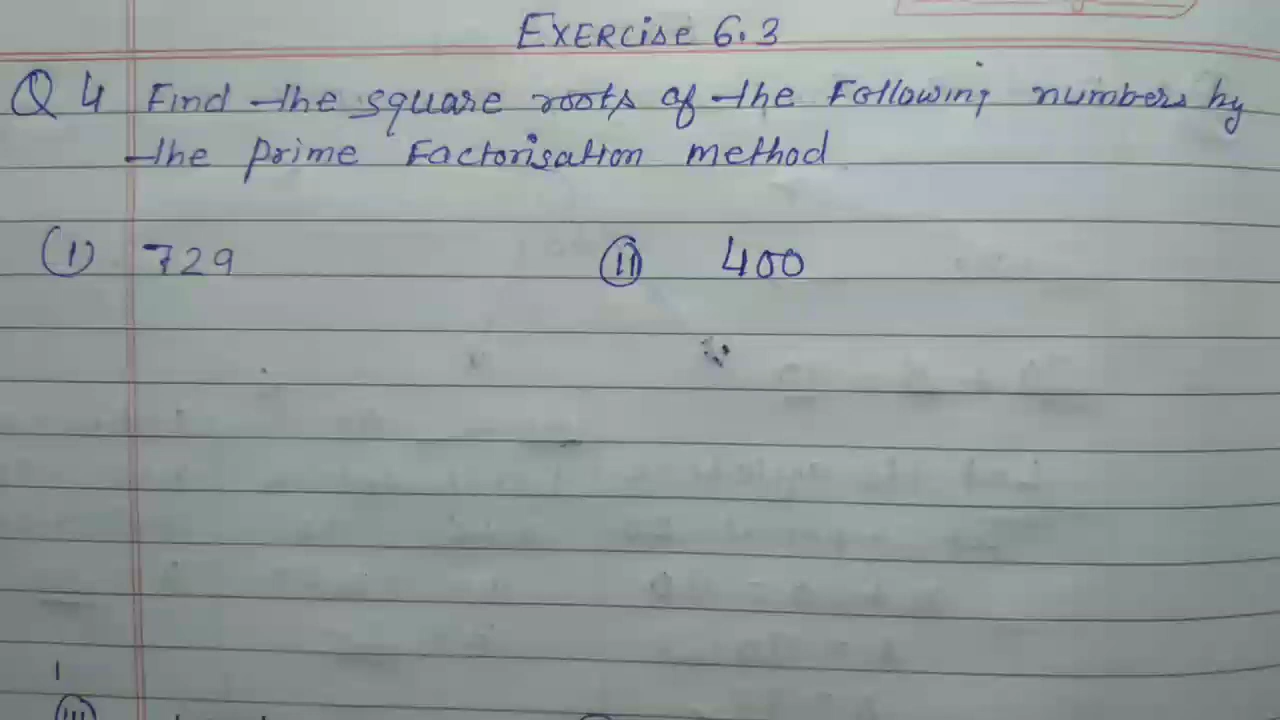 Exercise 6.3
Q 4 Find the square roots of the Following numbers by
the prime Factorisation method
(i) 729 (ii) 400
(iii)